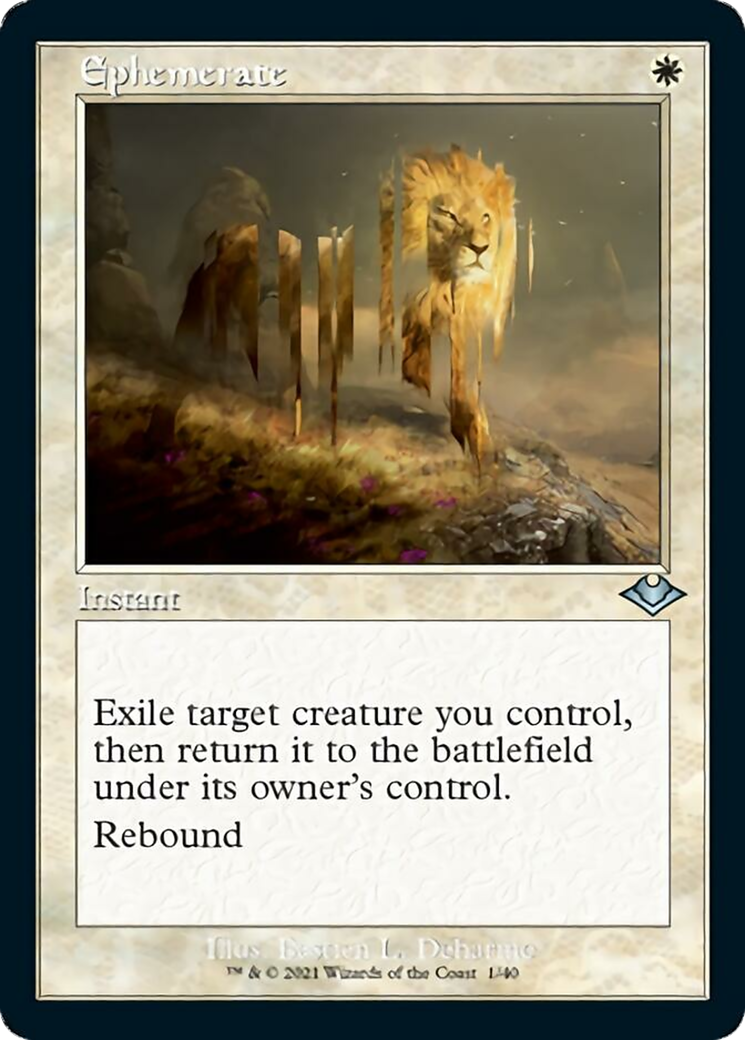 Ephemerate
Instant
Exile target creature you control,
then return it to the battlefield
under its owner's control.
Rebound
Illus. Bastien L. Deharme
™ & © 2021 Wizards of the Coast 1/40